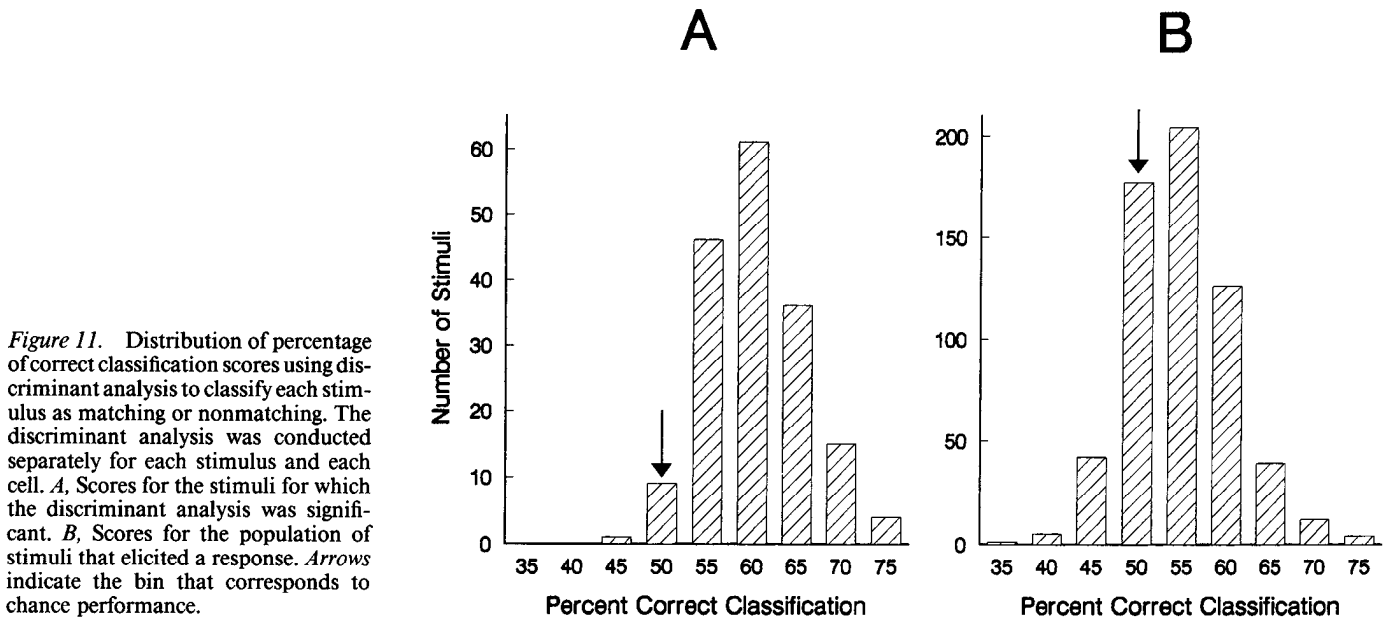 Figure 11. Distribution of percentage
of correct classification scores using dis-
criminant analysis to classify each stim-
ulus as matching or nonmatching. The
discriminant analysis was conducted
separately for each stimulus and each
cell. A, Scores for the stimuli for which
the discriminant analysis was signifi-
cant. B, Scores for the population of
stimuli that elicited a response. Arrows
indicate the bin that corresponds to
chance performance.
A
Number of Stimuli
60
50
40
30
20
10
0
35 40 45 50 55 60 65 70 75
Percent Correct Classification
B
200
150
100
50
0
35 40 45 50 55 60 65 70 75
Percent Correct Classification